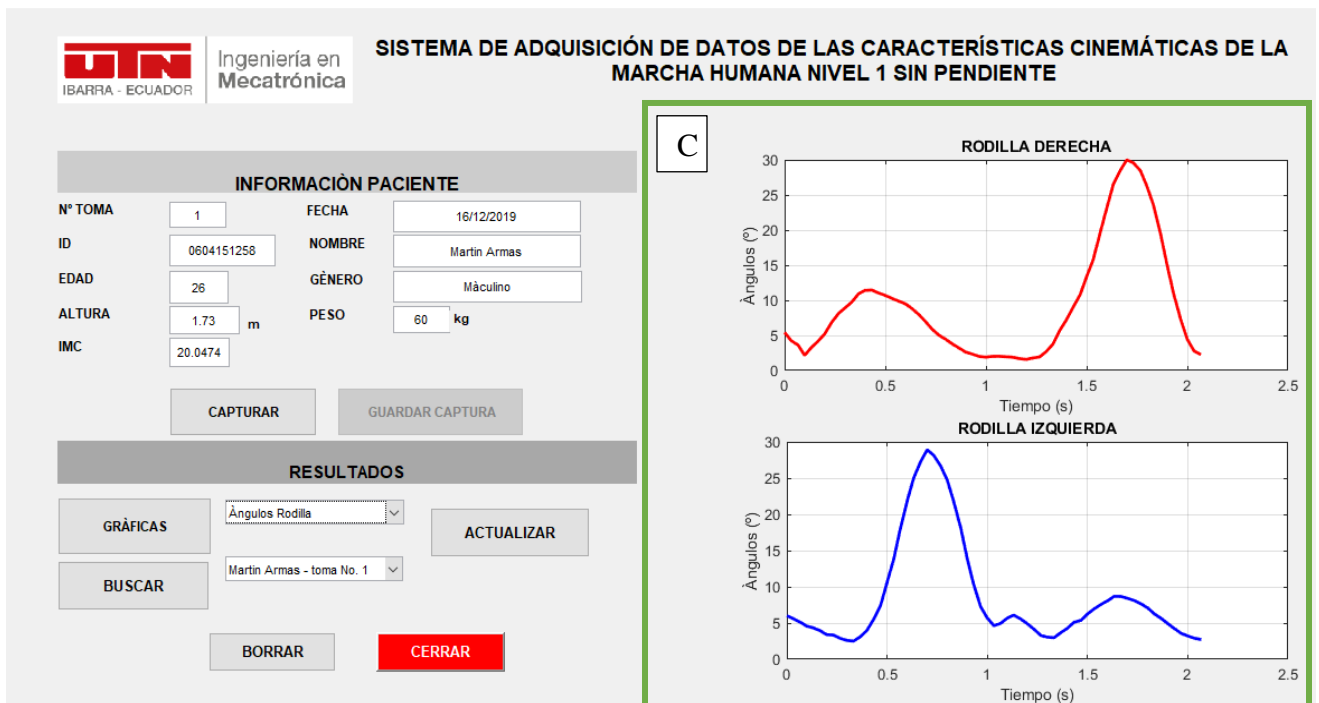 UTN
IBARRA - ECUADOR
Ingeniería en
Mecatrónica
SISTEMA DE ADQUISICIÓN DE DATOS DE LAS CARACTERÍSTICAS CINEMÁTICAS DE LA
MARCHA HUMANA NIVEL 1 SIN PENDIENTE
INFORMACIÒN PACIENTE
Nº TOMA 1 FECHA 16/12/2019
ID 0604151258 NOMBRE Martin Armas
EDAD 26 GÈNERO Màculino
ALTURA 1.73 m PESO 60 kg
IMC 20.0474
CAPTURAR GUARDAR CAPTURA
RESULTADOS
GRÀFICAS Àngulos Rodilla ACTUALIZAR
BUSCAR Martin Armas - toma No. 1
BORRAR CERRAR
C
RODILLA DERECHA
30
25
20
15
10
5
0
Àngulos (º)
0 0.5 1 1.5 2 2.5
Tiempo (s)
RODILLA IZQUIERDA
30
25
20
15
10
5
0
Àngulos (º)
0 0.5 1 1.5 2 2.5
Tiempo (s)